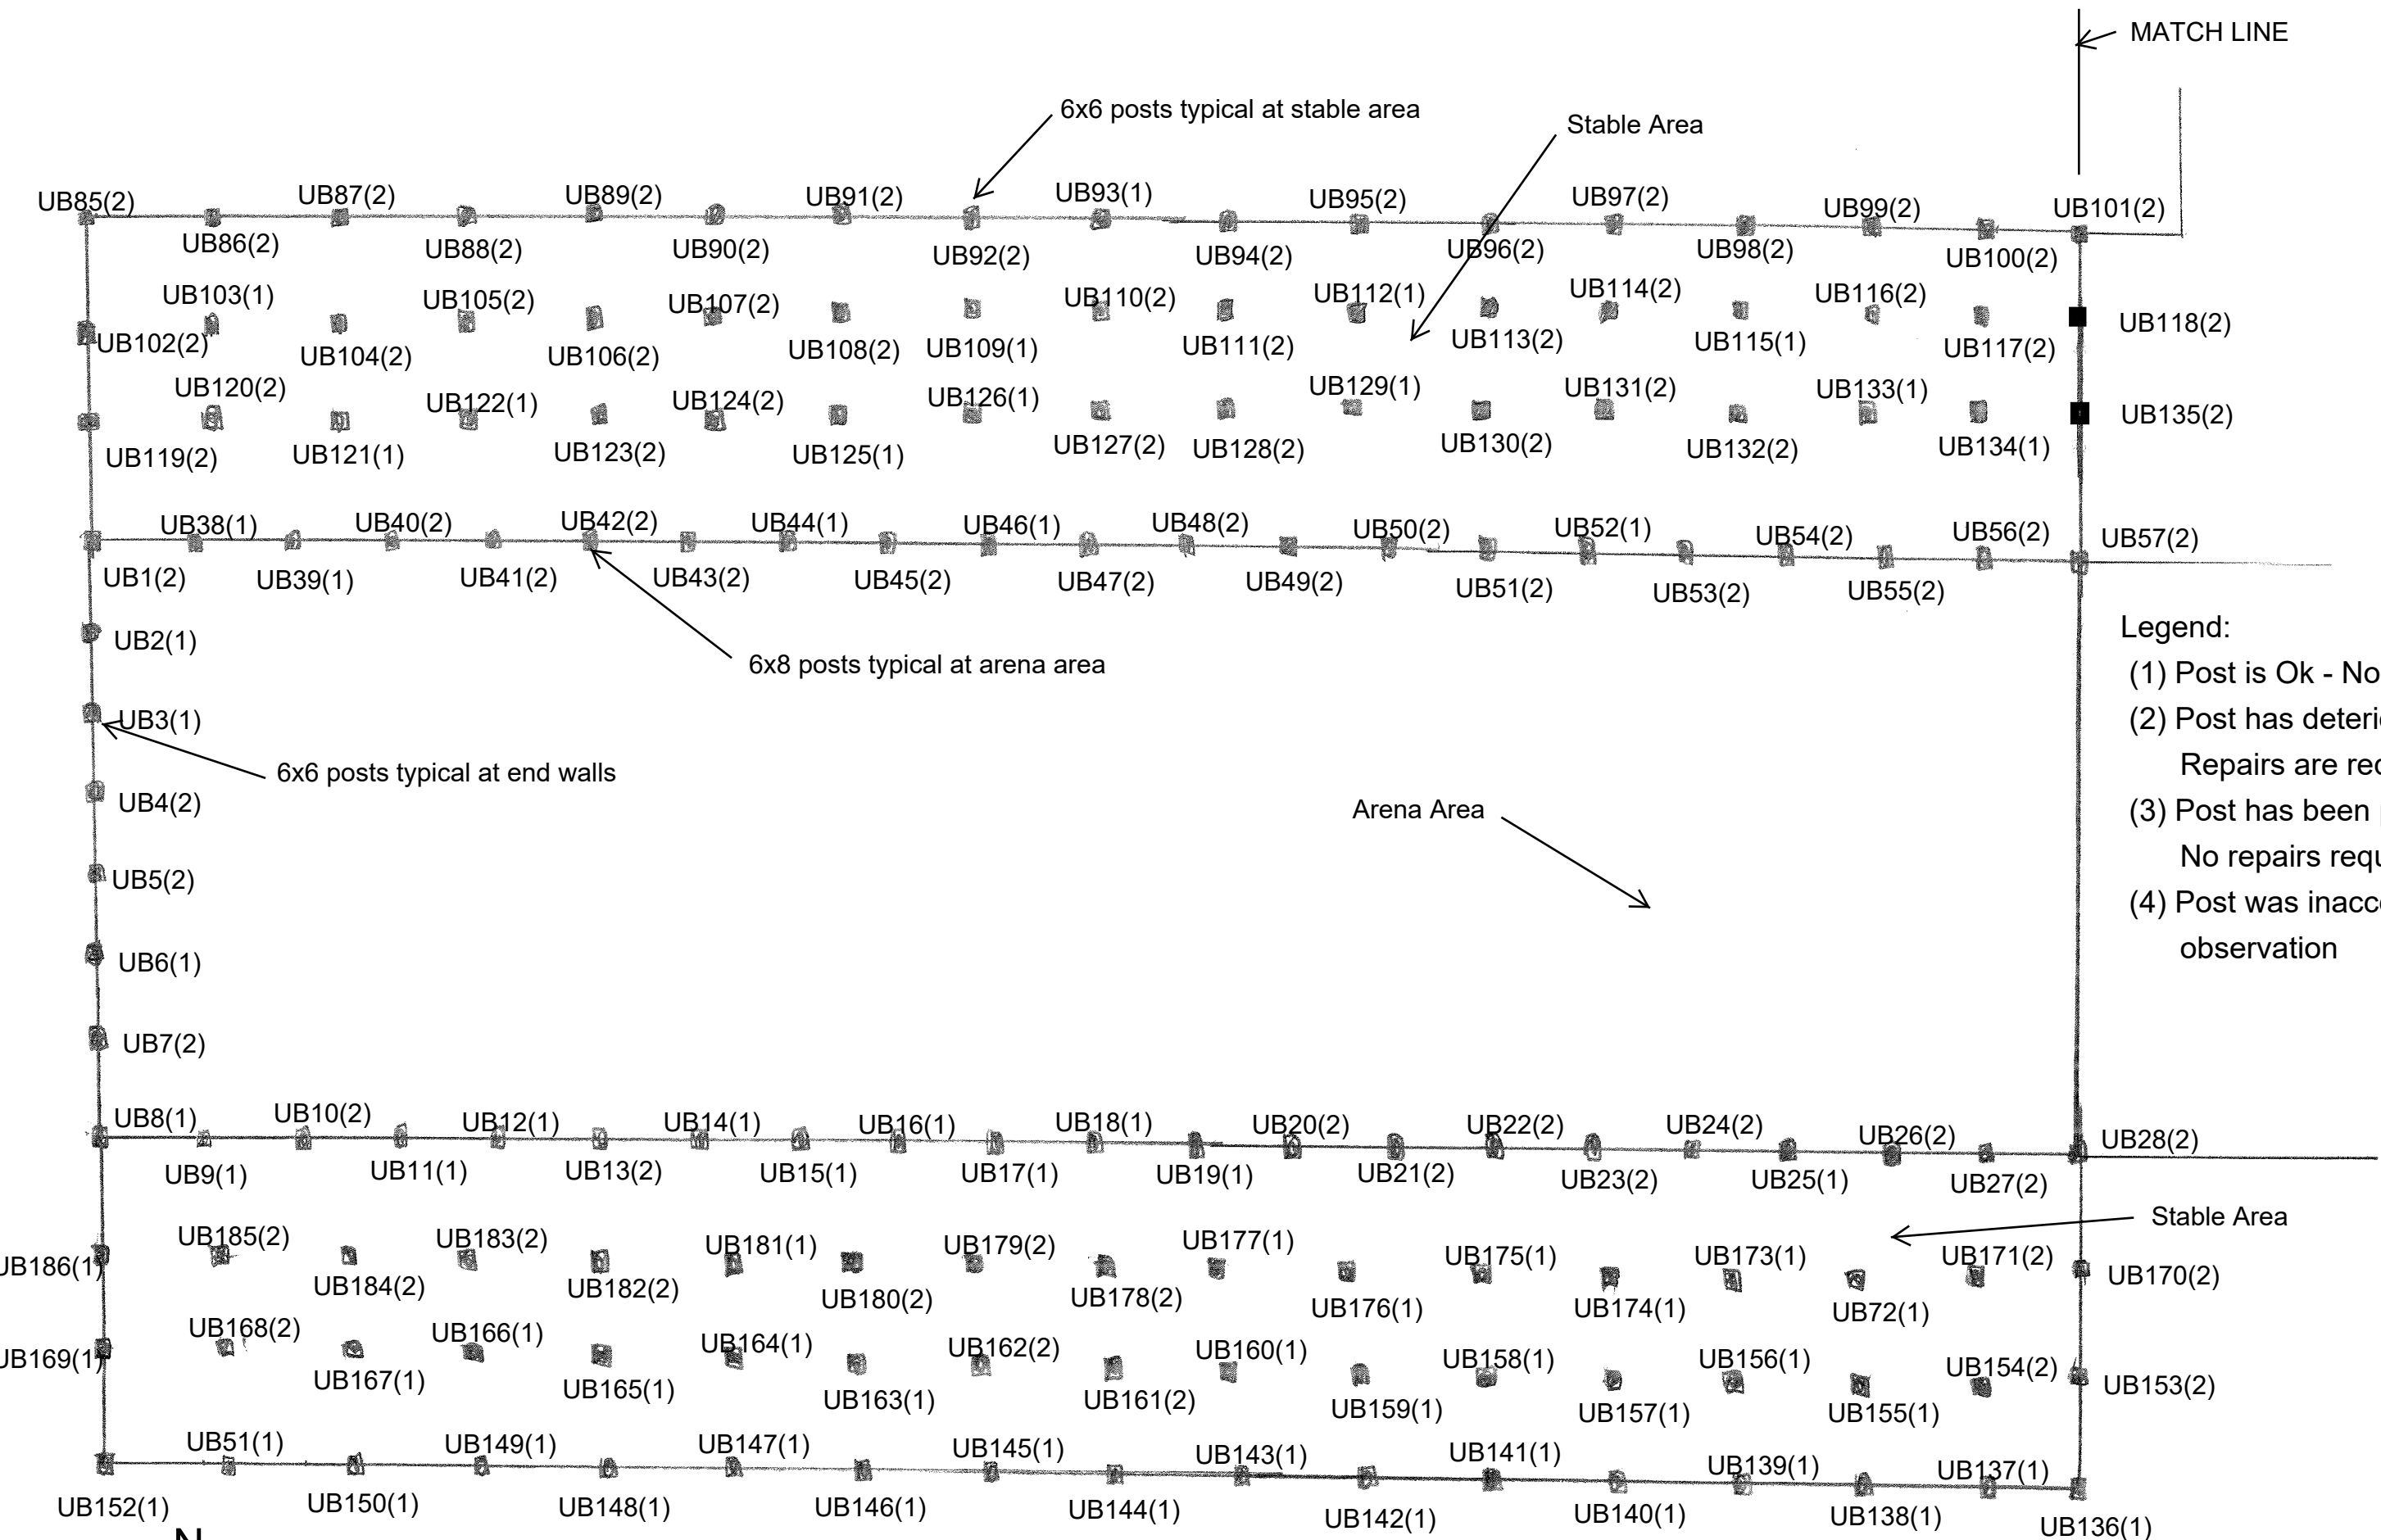 MATCH LINE
6x6 posts typical at stable area
Stable Area
UB85(2) UB87(2) UB89(2) UB91(2) UB93(1) UB95(2) UB97(2) UB99(2) UB101(2)
UB86(2) UB88(2) UB90(2) UB92(2) UB94(2) UB96(2) UB98(2) UB100(2)
UB103(1) UB105(2) UB107(2) UB110(2) UB112(1) UB114(2) UB116(2) UB118(2)
UB102(2) UB104(2) UB106(2) UB108(2) UB109(1) UB111(2) UB113(2) UB115(1) UB117(2)
UB120(2) UB122(1) UB124(2) UB126(1) UB129(1) UB131(2) UB133(1) UB135(2)
UB119(2) UB121(1) UB123(2) UB125(1) UB127(2) UB128(2) UB130(2) UB132(2) UB134(1)
UB38(1) UB40(2) UB42(2) UB44(1) UB46(1) UB48(2) UB50(2) UB52(1) UB54(2) UB56(2) UB57(2)
UB1(2) UB39(1) UB41(2) UB43(2) UB45(2) UB47(2) UB49(2) UB51(2) UB53(2) UB55(2)
UB2(1)
6x8 posts typical at arena area
UB3(1)
6x6 posts typical at end walls
UB4(2)
Arena Area
UB5(2)
UB6(1)
UB7(2)
Legend:
(1) Post is Ok - No
(2) Post has
Repairs are
(3) Post has been
No repairs
(4) Post was
observation
UB8(1) UB10(2) UB12(1) UB14(1) UB16(1) UB18(1) UB20(2) UB22(2) UB24(2) UB26(2) UB28(2)
UB9(1) UB11(1) UB13(2) UB15(1) UB17(1) UB19(1) UB21(2) UB23(2) UB25(1) UB27(2)
Stable Area
UB185(2) UB183(2) UB181(1) UB179(2) UB177(1) UB175(1) UB173(1) UB171(2) UB170(2)
UB186(1) UB184(2) UB182(2) UB180(2) UB178(2) UB176(1) UB174(1) UB72(1)
UB168(2) UB166(1) UB164(1) UB162(2) UB160(1) UB158(1) UB156(1) UB154(2) UB153(2)
UB169(1) UB167(1) UB165(1) UB163(1) UB161(2) UB159(1) UB157(1) UB155(1)
UB51(1) UB149(1) UB147(1) UB145(1) UB143(1) UB141(1) UB139(1) UB137(1)
UB152(1) UB150(1) UB148(1) UB146(1) UB144(1) UB142(1) UB140(1) UB138(1) UB136(1)
N